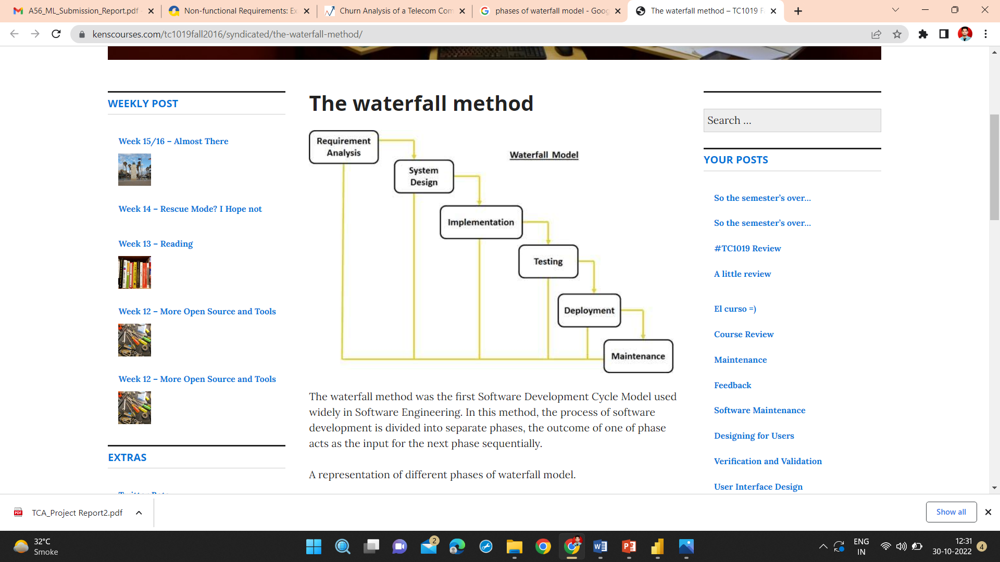 A56_ML_Submission_Report.pdf -
Non-functional Requirements: Ex
Churn Analysis of a Telecom Com
phases of waterfall model - Goog
The waterfall method – TC1019 F
kenscourses.com/tc1019fall2016/syndicated/the-waterfall-method/
WEEKLY POST
Week 15/16 – Almost There
Week 14 – Rescue Mode? I Hope not
Week 13 – Reading
Week 12 – More Open Source and Tools
Week 12 – More Open Source and Tools
EXTRAS
The waterfall method
Requirement
Analysis
Waterfall Model
System
Design
Implementation
Testing
Deployment
Maintenance
The waterfall method was the first Software Development Cycle Model used
widely in Software Engineering. In this method, the process of software
development is divided into separate phases, the outcome of one of phase
acts as the input for the next phase sequentially.
A representation of different phases of waterfall model.
Search ...
YOUR POSTS
So the semester's over...
So the semester's over...
#TC1019 Review
A little review
El curso =)
Course Review
Maintenance
Feedback
Software Maintenance
Designing for Users
Verification and Validation
User Interface Design
PDF
TCA_Project Report2.pdf
Show all
32°C
Smoke
2
ENG
IN
12:31
30-10-2022
4